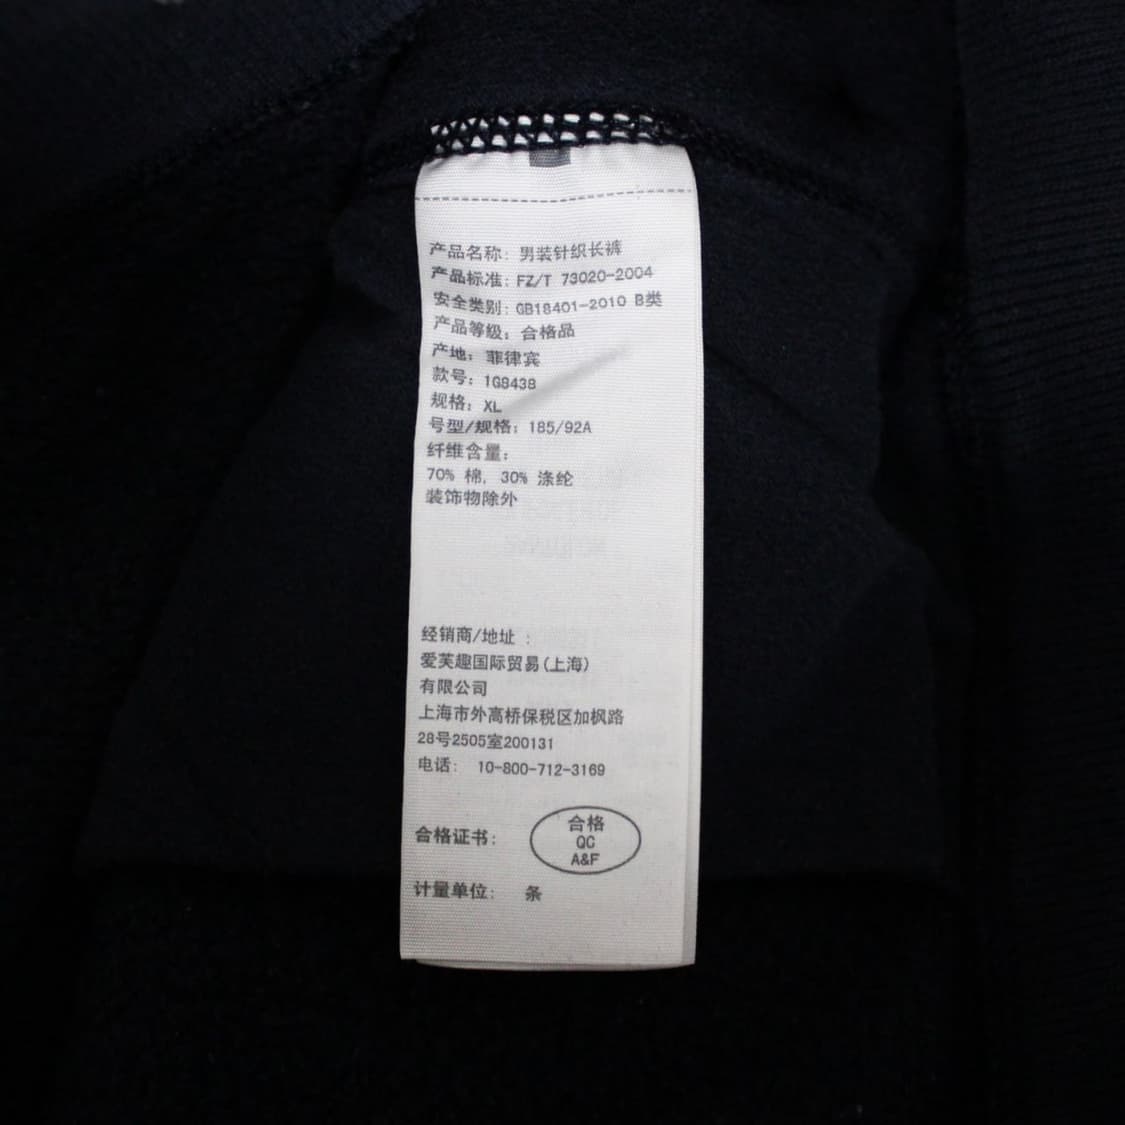 产品名称: 男装针织长裤
产品标准: FZ/T 73020-2004
安全类别: GB18401-2010 B类
产品等级: 合格品
产地: 菲律宾
款号: 1G8438
规格: XL
号型/规格: 185/92A
纤维含量:
70% 棉, 30% 涤纶
装饰物除外
经销商/地址 :
爱芙趣国际贸易(上海)
有限公司
上海市外高桥保税区加枫路
28号2505室200131
电话: 10-800-712-3169
合格证书:
合格
QC
A&F
计量单位: 条